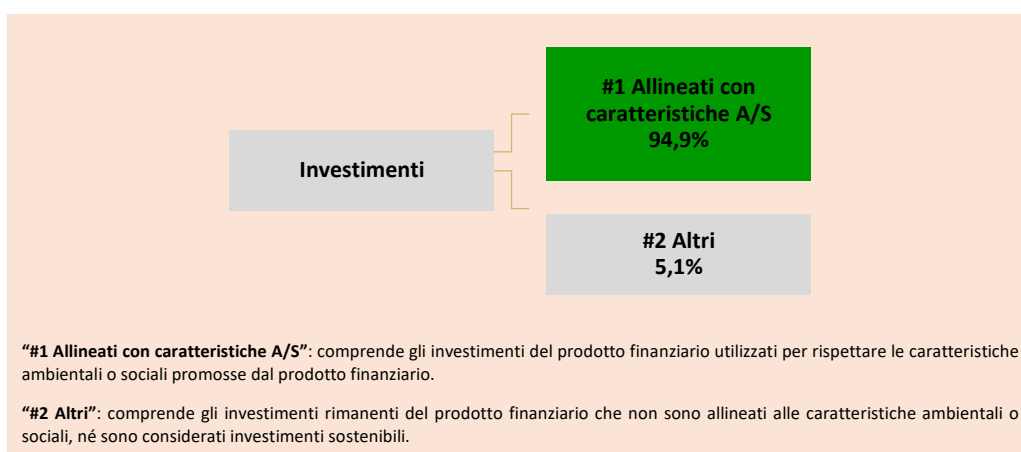 #1 Allineati con
caratteristiche A/S
94,9%
Investimenti
#2 Altri
5,1%
“#1 Allineati con caratteristiche A/S”: comprende gli investimenti del prodotto finanziario utilizzati per rispettare le caratteristiche
ambientali o sociali promosse dal prodotto finanziario.
“#2 Altri”: comprende gli investimenti rimanenti del prodotto finanziario che non sono allineati alle caratteristiche ambientali o
sociali, né sono considerati investimenti sostenibili.